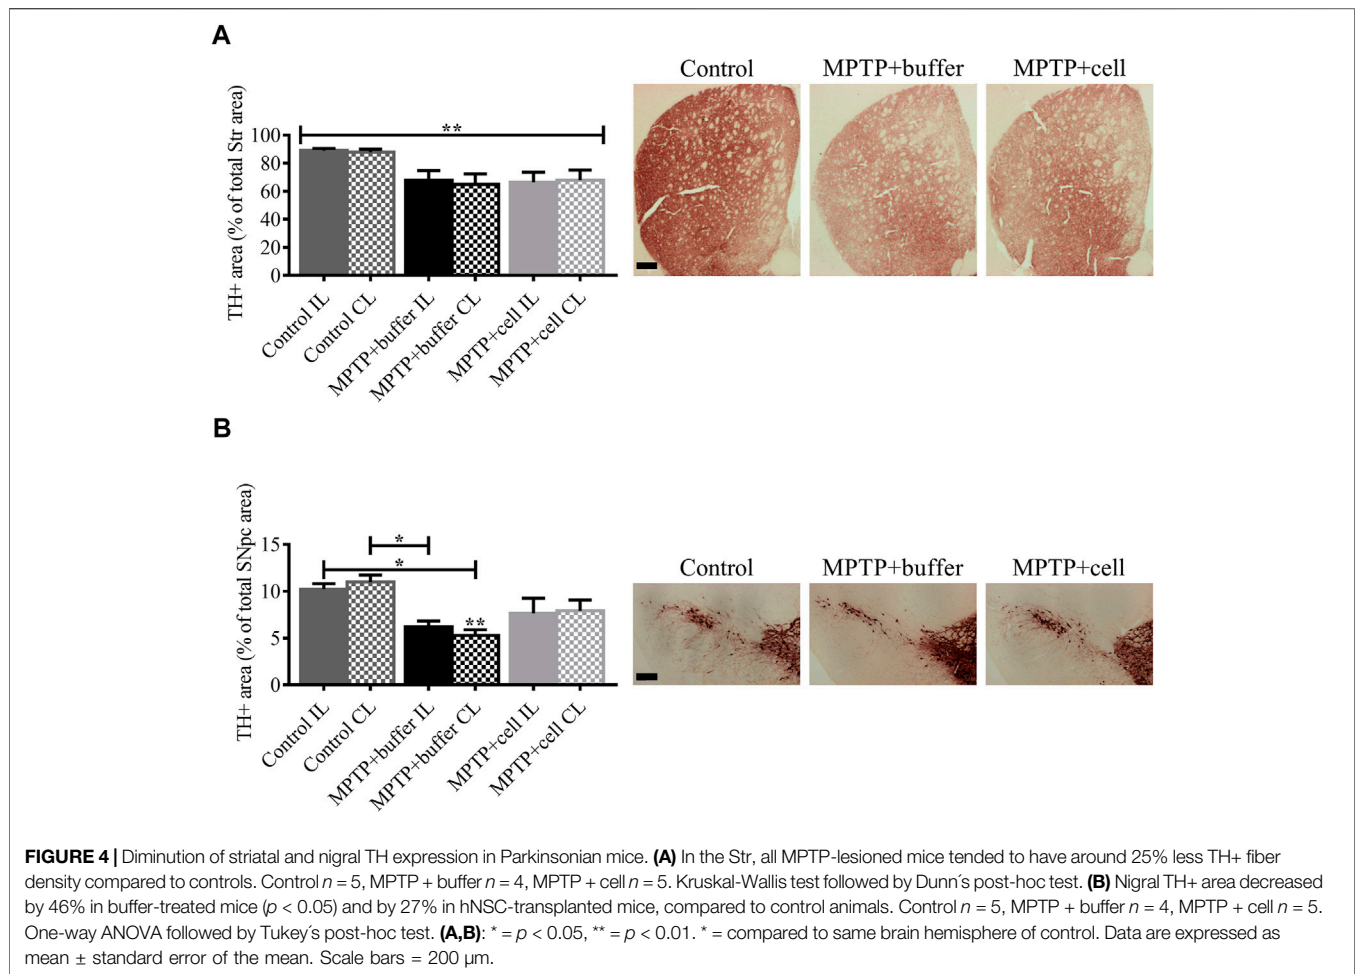 A
Control
MPTP+buffer
MPTP+cell
TH+ area (% of total Str area)
100
80
60
40
20
0
**
Control IL
Control CL
MPTP+buffer IL
MPTP+buffer CL
MPTP+cell IL
MPTP+cell CL
B
Control
MPTP+buffer
MPTP+cell
TH+ area (% of total SNpc area)
15
10
5
0
*
*
**
Control IL
Control CL
MPTP+buffer IL
MPTP+buffer CL
MPTP+cell IL
MPTP+cell CL
FIGURE 4 | Diminution of striatal and nigral TH expression in Parkinsonian mice. (A) In the Str, all MPTP-lesioned mice tended to have around 25% less TH+ fiber
density compared to controls. Control n = 5, MPTP + buffer n = 4, MPTP + cell n = 5. Kruskal-Wallis test followed by Dunn´s post-hoc test. (B) Nigral TH+ area decreased
by 46% in buffer-treated mice (p < 0.05) and by 27% in hNSC-transplanted mice, compared to control animals. Control n = 5, MPTP + buffer n = 4, MPTP + cell n = 5.
One-way ANOVA followed by Tukey´s post-hoc test. (A,B): * = p < 0.05, ** = p < 0.01. * = compared to same brain hemisphere of control. Data are expressed as
mean ± standard error of the mean. Scale bars = 200 µm.